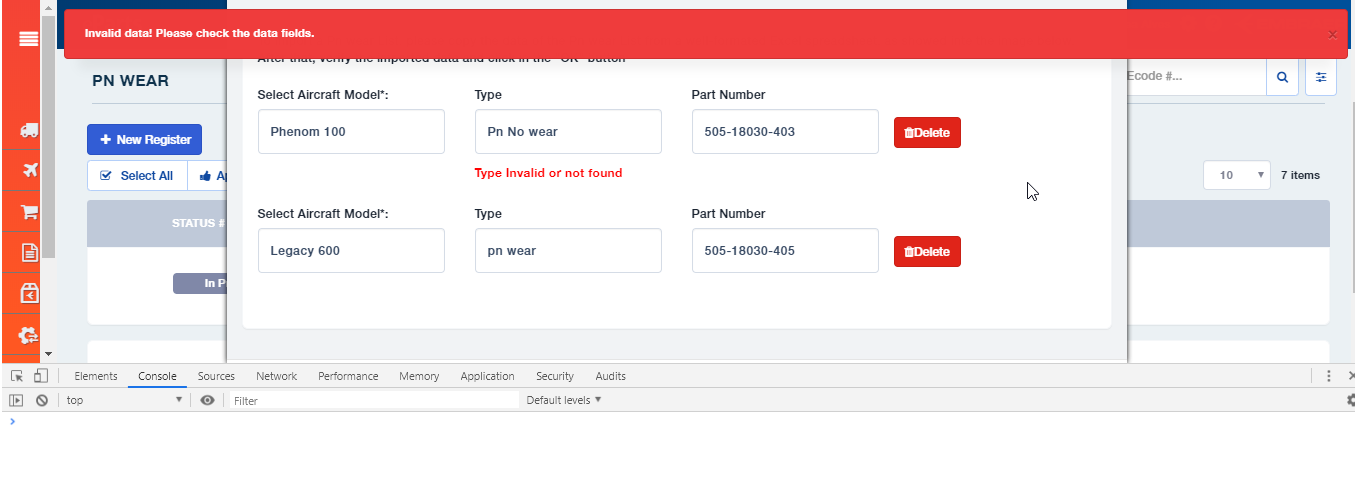 Invalid data! Please check the data fields.
×
After that, verify the imported data and click in the "OK" button
PN WEAR
Ecode #...
Select Aircraft Model*:
Type
Part Number
Phenom 100
Pn No wear
505-18030-403
Delete
New Register
Type Invalid or not found
Select All
Ap
10
7 items
Select Aircraft Model*:
Type
Part Number
STATUS #
Legacy 600
pn wear
505-18030-405
Delete
In P
Elements
Console
Sources
Network
Performance
Memory
Application
Security
Audits
top
Filter
Default levels